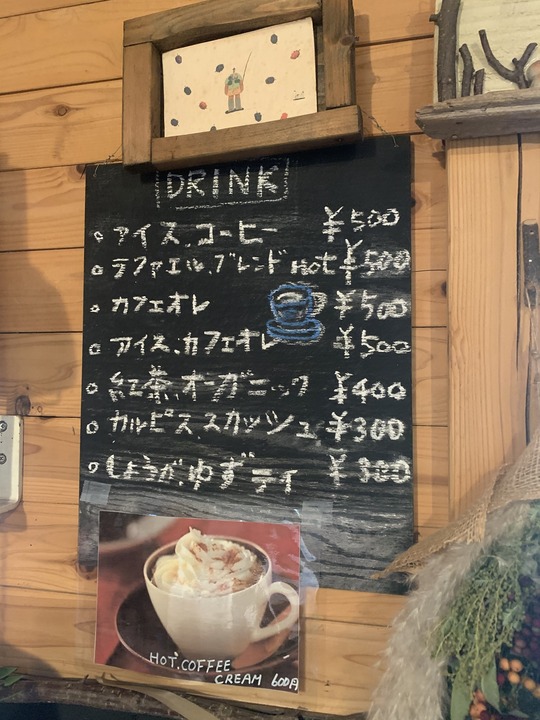 DRINK
アイス.コーヒー ¥500
ラファエル.ブレンド HOT ¥500
カフェオレ ¥500
アイス.カフェオレ ¥500
紅茶.オーガニック ¥400
カルピス.スカッシュ ¥300
しょうが.ゆずティ ¥300
HOT.COFFEE
CREAM 600円